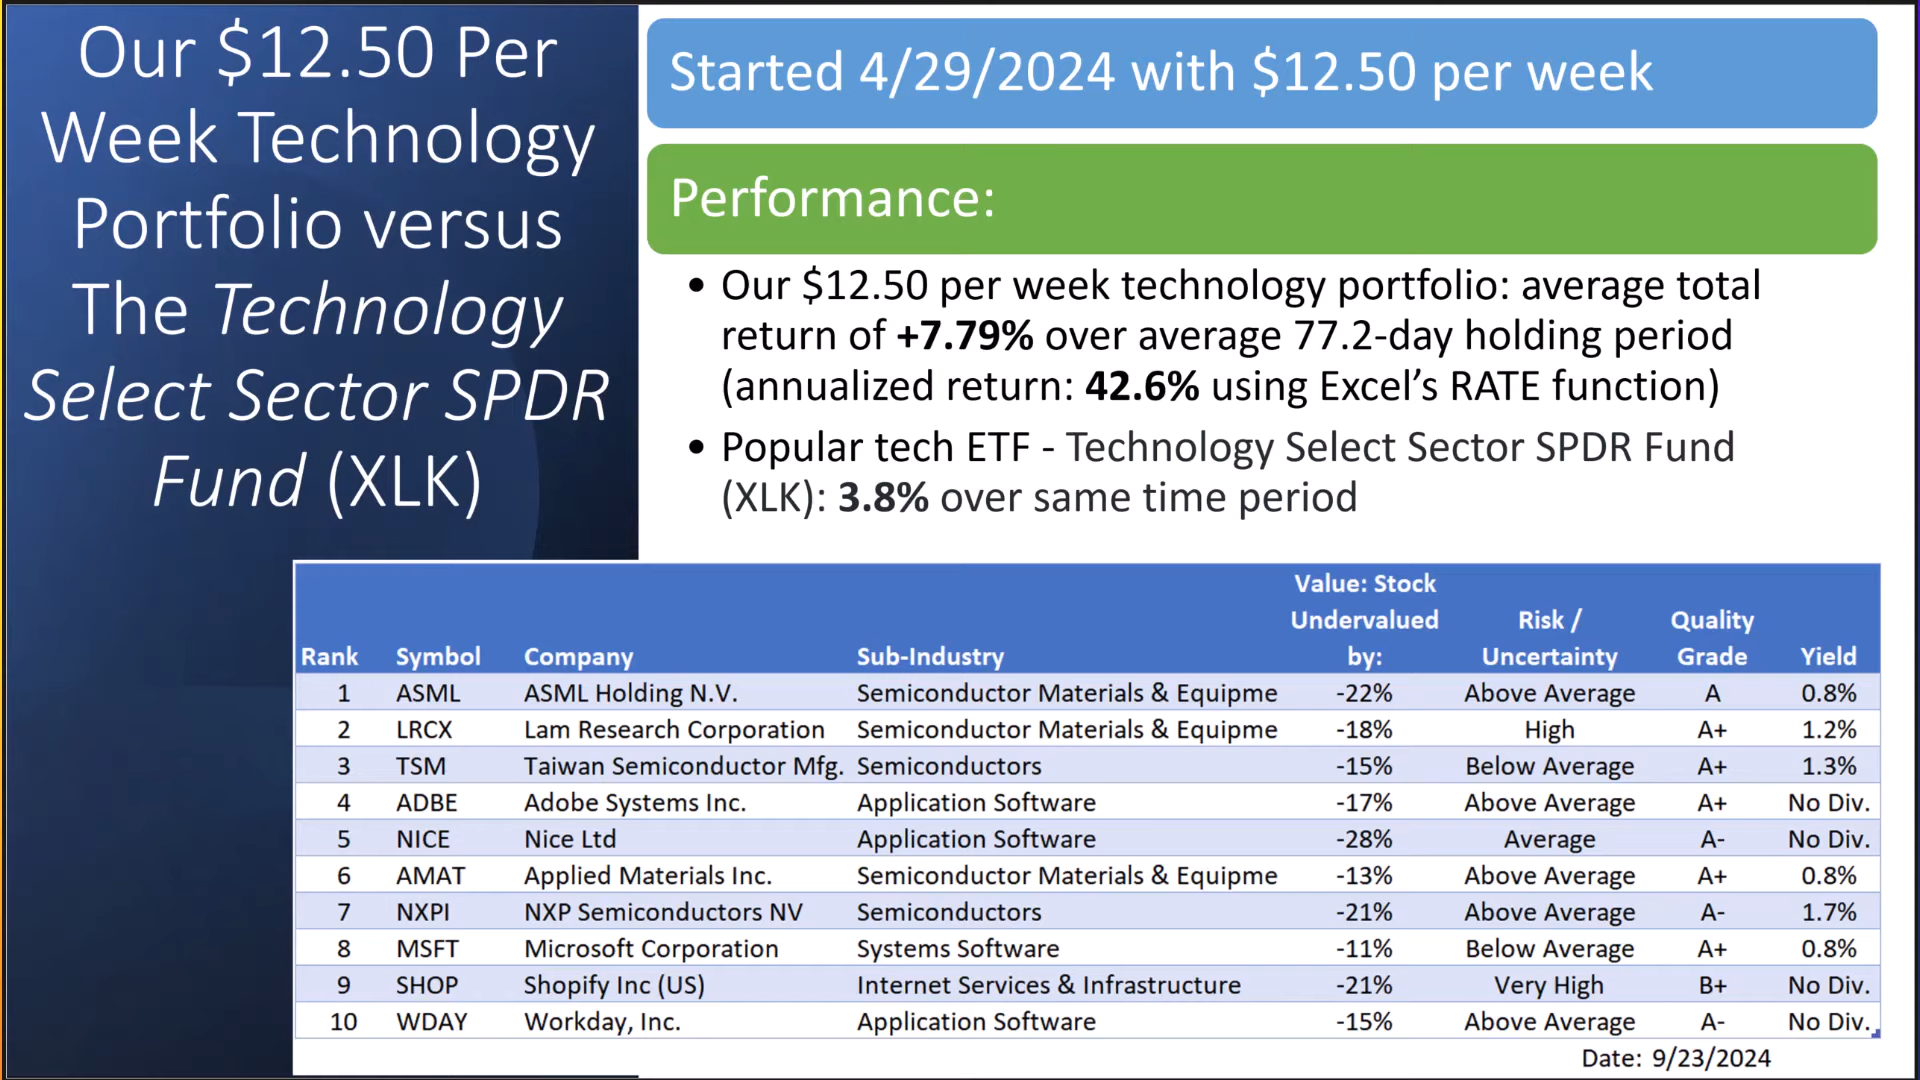 Our $12.50 Per
Week Technology
Portfolio versus
The Technology
Select Sector SPDR
Fund (XLK)
Started 4/29/2024 with $12.50 per week
Performance:
• Our $12.50 per week technology portfolio: average total
return of +7.79% over average 77.2-day holding period
(annualized return: 42.6% using Excel's RATE function)
• Popular tech ETF - Technology Select Sector SPDR Fund
(XLK): 3.8% over same time period
Value: Stock
Undervalued Risk / Quality
Rank Symbol Company Sub-Industry by: Uncertainty Grade Yield
1 ASML ASML Holding N.V. Semiconductor Materials & Equipme -22% Above Average A 0.8%
2 LRCX Lam Research Corporation Semiconductor Materials & Equipme -18% High A+ 1.2%
3 TSM Taiwan Semiconductor Mfg. Semiconductors -15% Below Average A+ 1.3%
4 ADBE Adobe Systems Inc. Application Software -17% Above Average A+ No Div.
5 NICE Nice Ltd Application Software -28% Average A- No Div.
6 AMAT Applied Materials Inc. Semiconductor Materials & Equipme -13% Above Average A+ 0.8%
7 NXPI NXP Semiconductors NV Semiconductors -21% Above Average A- 1.7%
8 MSFT Microsoft Corporation Systems Software -11% Below Average A+ 0.8%
9 SHOP Shopify Inc (US) Internet Services & Infrastructure -21% Very High B+ No Div.
10 WDAY Workday, Inc. Application Software -15% Above Average A- No Div.
Date: 9/23/2024